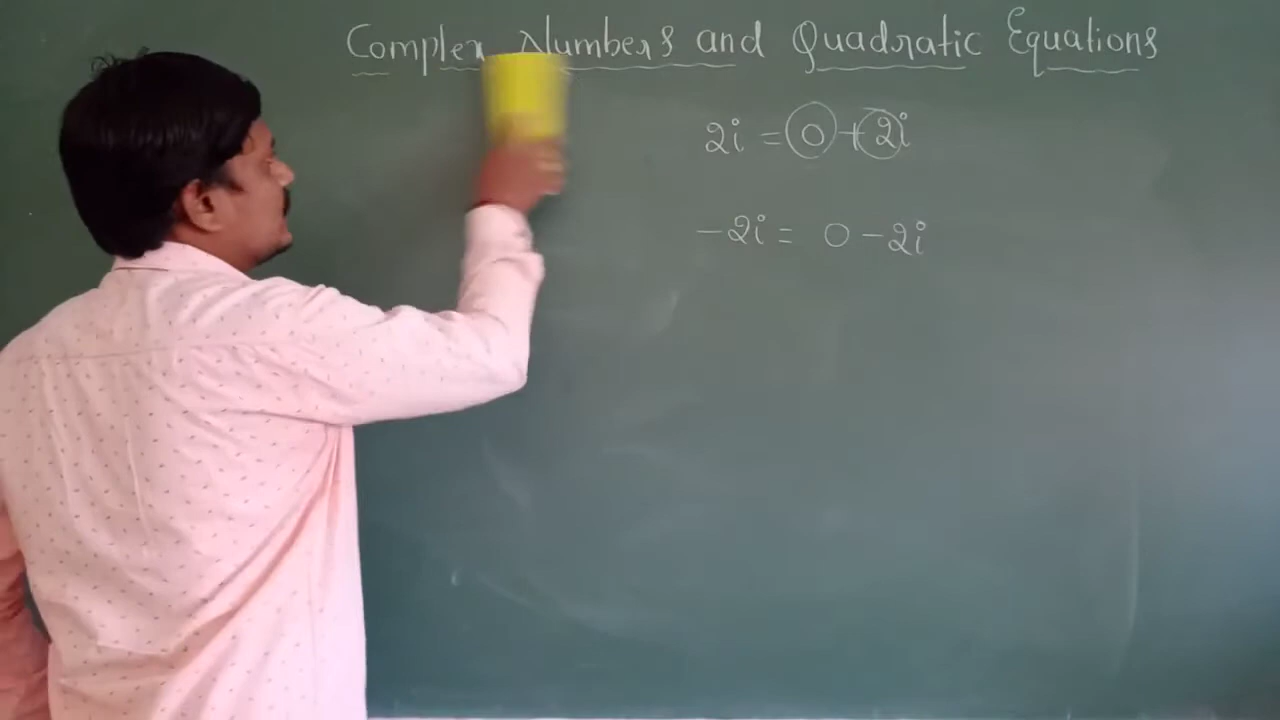 Complex Numbers and Quadratic Equations
2i = 0 + 2i
-2i = 0 - 2i